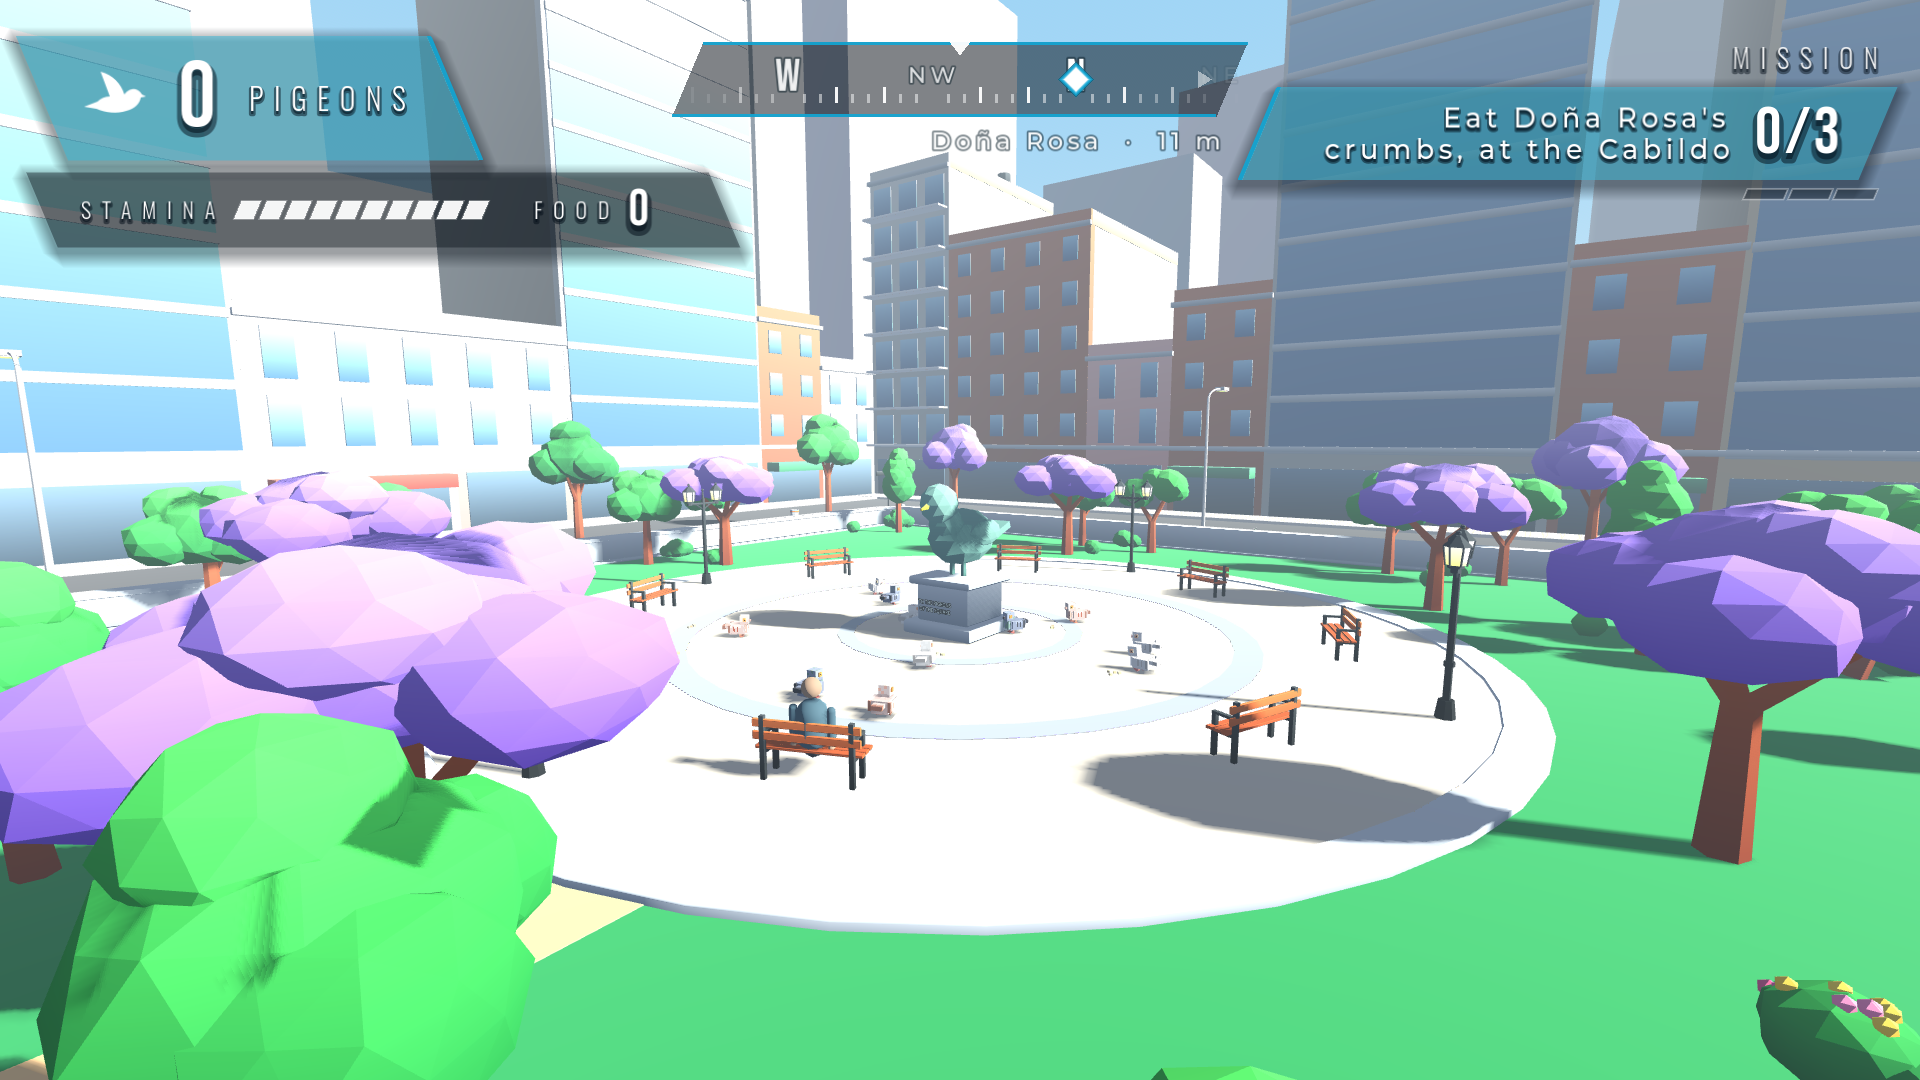 0 PIGEONS
STAMINA FOOD 0
W NW N NE
Doña Rosa · 11 m
MISSION
Eat Doña Rosa's
crumbs, at the Cabildo
0/3